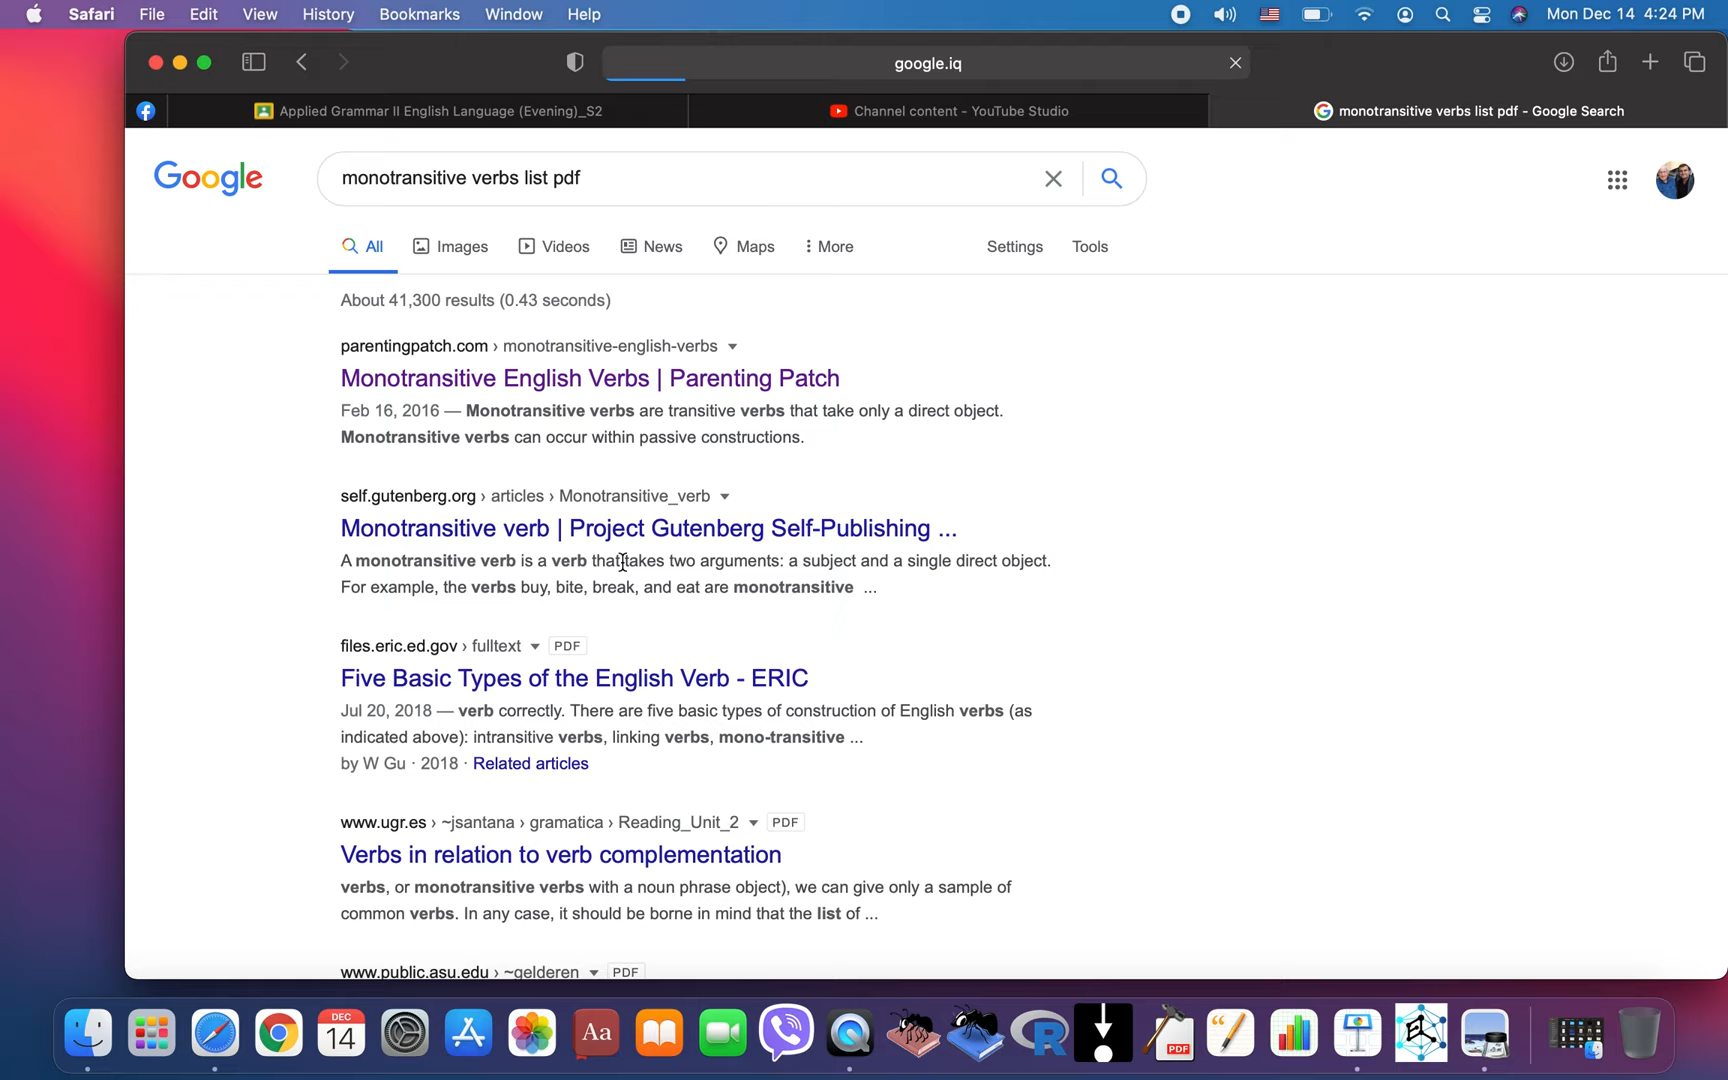 Safari File Edit View History Bookmarks Window Help Mon Dec 14 4:24 PM
google.iq
Applied Grammar II English Language (Evening)_S2
Channel content - YouTube Studio
monotransitive verbs list pdf - Google Search
Google
monotransitive verbs list pdf
All Images Videos News Maps More Settings Tools
About 41,300 results (0.43 seconds)
parentingpatch.com › monotransitive-english-verbs
Monotransitive English Verbs | Parenting Patch
Feb 16, 2016 — Monotransitive verbs are transitive verbs that take only a direct object.
Monotransitive verbs can occur within passive constructions.
self.gutenberg.org › articles › Monotransitive_verb
Monotransitive verb | Project Gutenberg Self-Publishing ...
A monotransitive verb is a verb that takes two arguments: a subject and a single direct object.
For example, the verbs buy, bite, break, and eat are monotransitive ...
files.eric.ed.gov › fulltext PDF
Five Basic Types of the English Verb - ERIC
Jul 20, 2018 — verb correctly. There are five basic types of construction of English verbs (as
indicated above): intransitive verbs, linking verbs, mono-transitive ...
by W Gu · 2018 · Related articles
www.ugr.es › ~jsantana › gramatica › Reading_Unit_2 PDF
Verbs in relation to verb complementation
verbs, or monotransitive verbs with a noun phrase object), we can give only a sample of
common verbs. In any case, it should be borne in mind that the list of ...
www.public.asu.edu › ~gelderen PDF
DEC
14
Aa
R
PDF